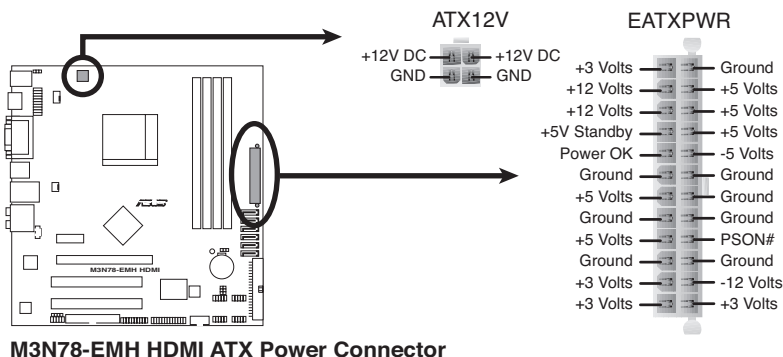 ATX12V
EATXPWR
+12V DC +12V DC
GND GND
+3 Volts Ground
+12 Volts +5 Volts
+12 Volts +5 Volts
+5V Standby +5 Volts
Power OK -5 Volts
Ground Ground
+5 Volts Ground
Ground Ground
+5 Volts PSON#
Ground Ground
+3 Volts -12 Volts
+3 Volts +3 Volts
ASUS
M3N78-EMH HDMI
M3N78-EMH HDMI ATX Power Connector